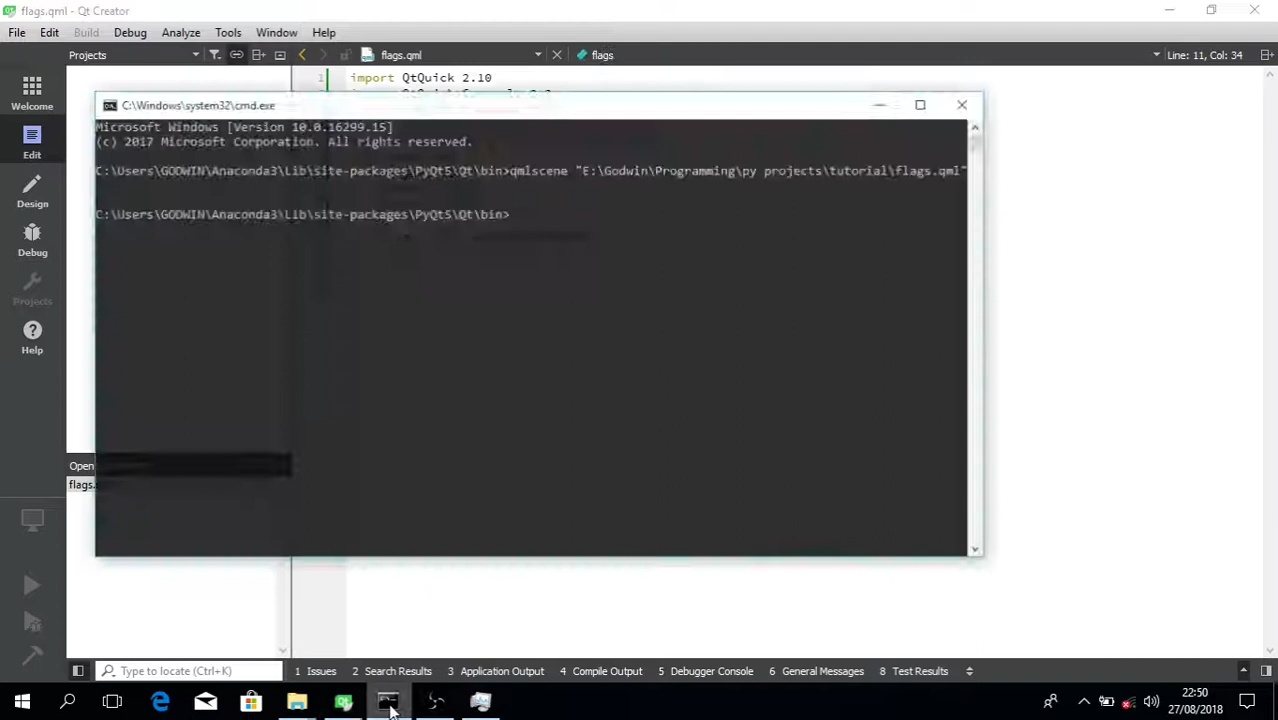 flags.qml - Qt Creator
File Edit Build Debug Analyze Tools Window Help
Projects
flags.qml
flags
Line: 11, Col: 34
Welcome
Edit
Design
Debug
Projects
Help
1 import QtQuick 2.10
C:\Windows\system32\cmd.exe
Microsoft Windows [Version 10.0.16299.15]
(c) 2017 Microsoft Corporation. All rights reserved.
C:\Users\GODWIN\Anaconda3\Lib\site-packages\PyQt5\Qt\bin>qmlscene "E:\Godwin\Programming\py projects\tutorial\flags.qml"
C:\Users\GODWIN\Anaconda3\Lib\site-packages\PyQt5\Qt\bin>
Open
flags.
Type to locate (Ctrl+K)
1 Issues 2 Search Results 3 Application Output 4 Compile Output 5 Debugger Console 6 General Messages 8 Test Results
22:50
27/08/2018